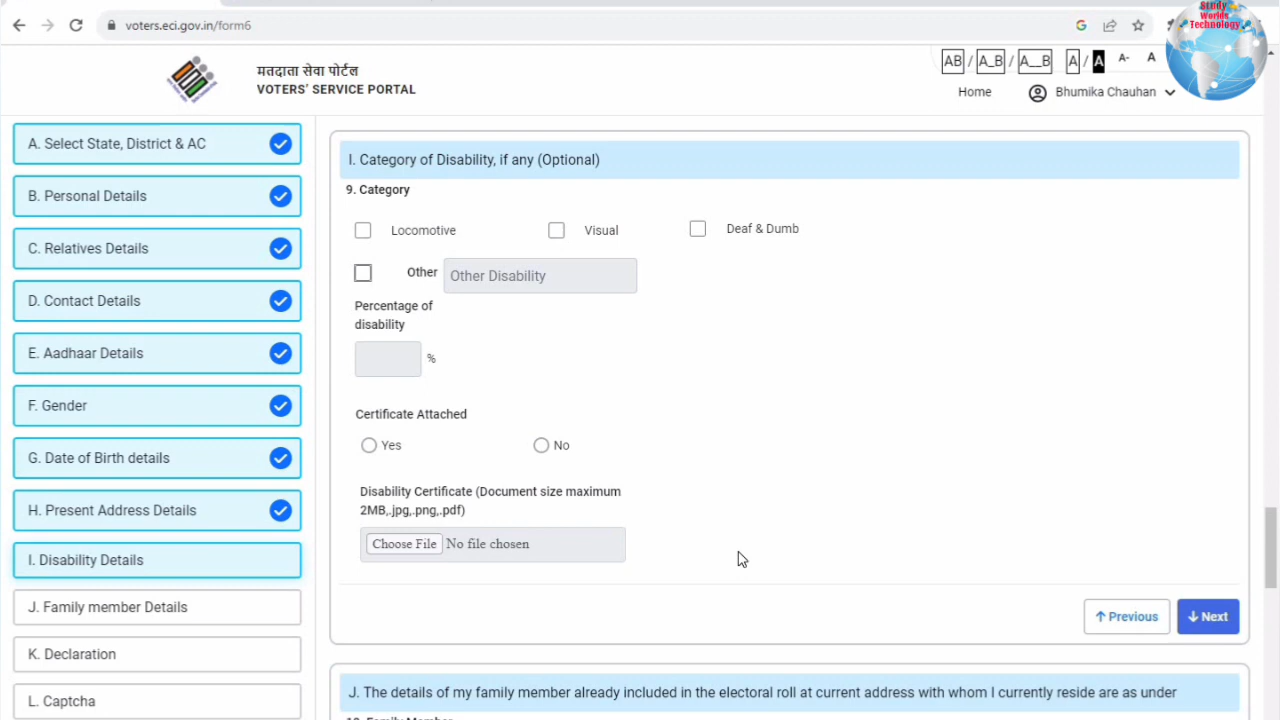 voters.eci.gov.in/form6
Study
Worlds
Technology
मतदाता सेवा पोर्टल
VOTERS' SERVICE PORTAL
AB / A_B / A__B A / A A- A
Home Bhumika Chauhan
A. Select State, District & AC
B. Personal Details
C. Relatives Details
D. Contact Details
E. Aadhaar Details
F. Gender
G. Date of Birth details
H. Present Address Details
I. Disability Details
J. Family member Details
K. Declaration
L. Captcha
I. Category of Disability, if any (Optional)
9. Category
Locomotive Visual Deaf & Dumb
Other Other Disability
Percentage of
disability
%
Certificate Attached
Yes No
Disability Certificate (Document size maximum
2MB,.jpg,.png,.pdf)
Choose File No file chosen
Previous Next
J. The details of my family member already included in the electoral roll at current address with whom I currently reside are as under
10. Family Member